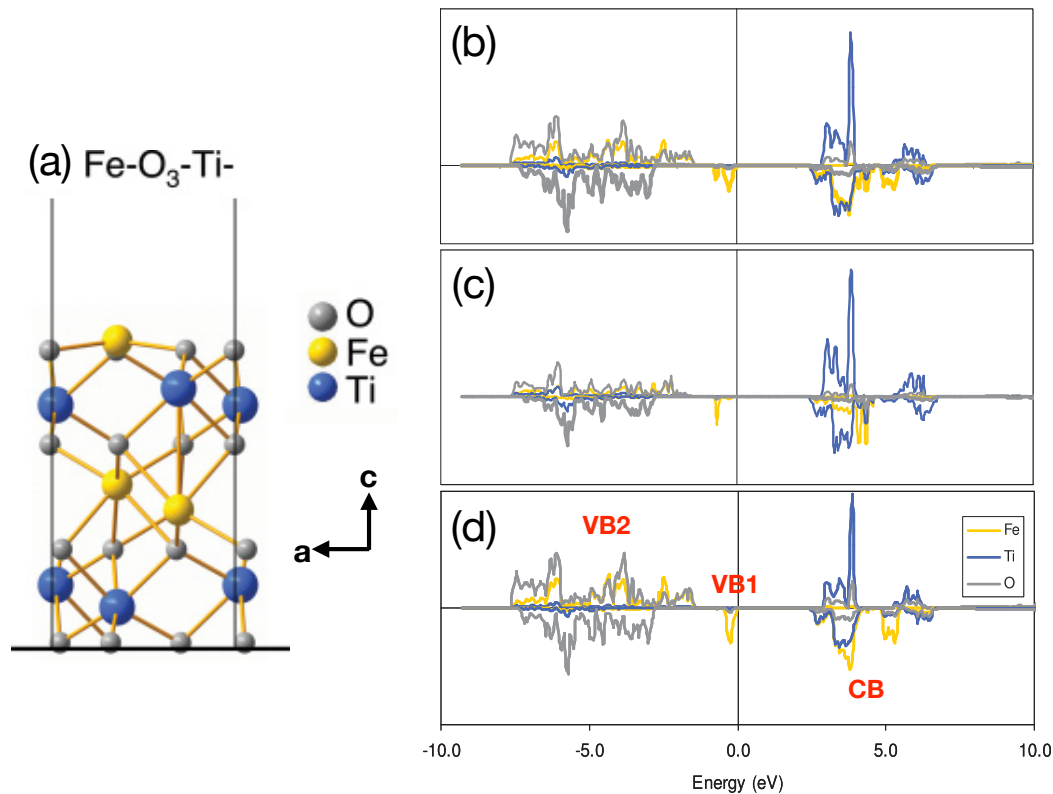 (a) Fe-O₃-Ti-
O
Fe
Ti
c
a
(b)
(c)
(d)
VB2
VB1
CB
Fe
Ti
O
-10.0 -5.0 0.0 5.0 10.0
Energy (eV)